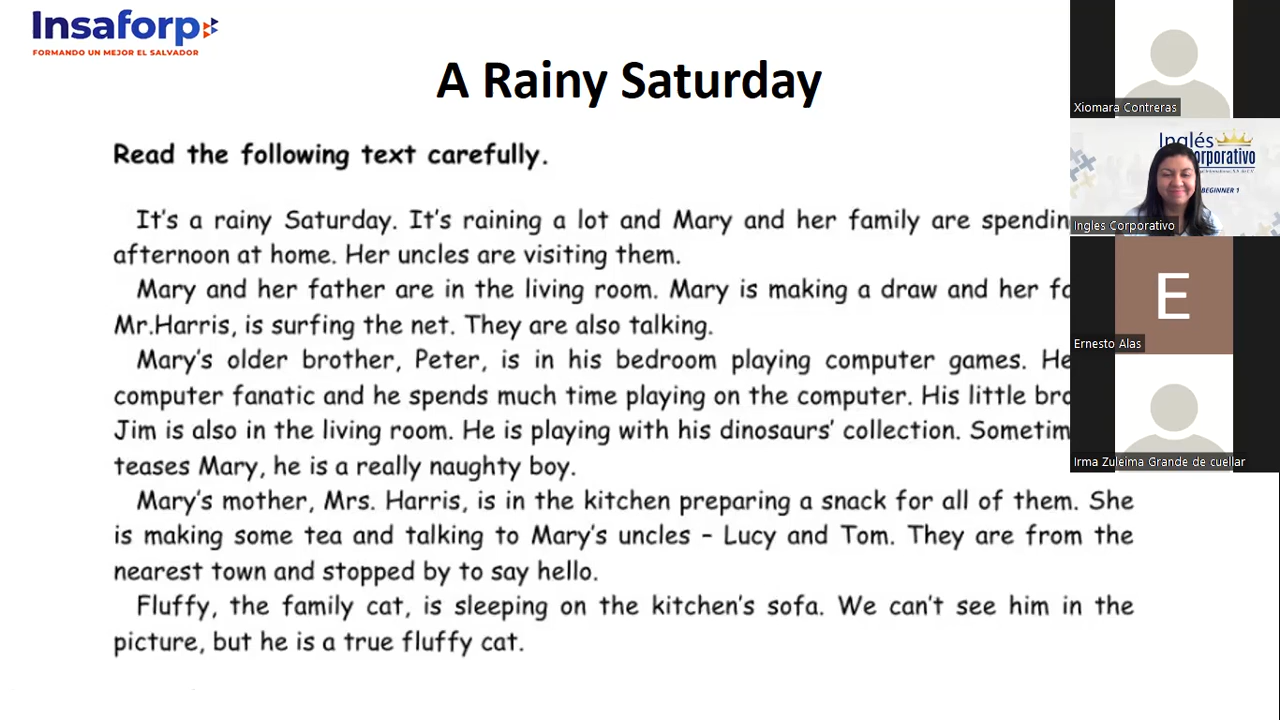 Insaforp
FORMANDO UN MEJOR EL SALVADOR
A Rainy Saturday
Read the following text carefully.
It's a rainy Saturday. It's raining a lot and Mary and her family are
afternoon at home. Her uncles are visiting them.
Mary and her father are in the living room. Mary is making a draw and her
Mr.Harris, is surfing the net. They are also talking.
Mary's older brother, Peter, is in his bedroom playing computer games. He
computer fanatic and he spends much time playing on the computer. His little
Jim is also in the living room. He is playing with his dinosaurs' collection.
teases Mary, he is a really naughty boy.
Mary's mother, Mrs. Harris, is in the kitchen preparing a snack for all of them. She
is making some tea and talking to Mary's uncles – Lucy and Tom. They are from the
nearest town and stopped by to say hello.
Fluffy, the family cat, is sleeping on the kitchen's sofa. We can't see him in the
picture, but he is a true fluffy cat.
Xiomara Contreras
Inglés
orporativo
BEGINNER 1
Ingles Corporativo
E
Ernesto Alas
Irma Zuleima Grande de cuellar